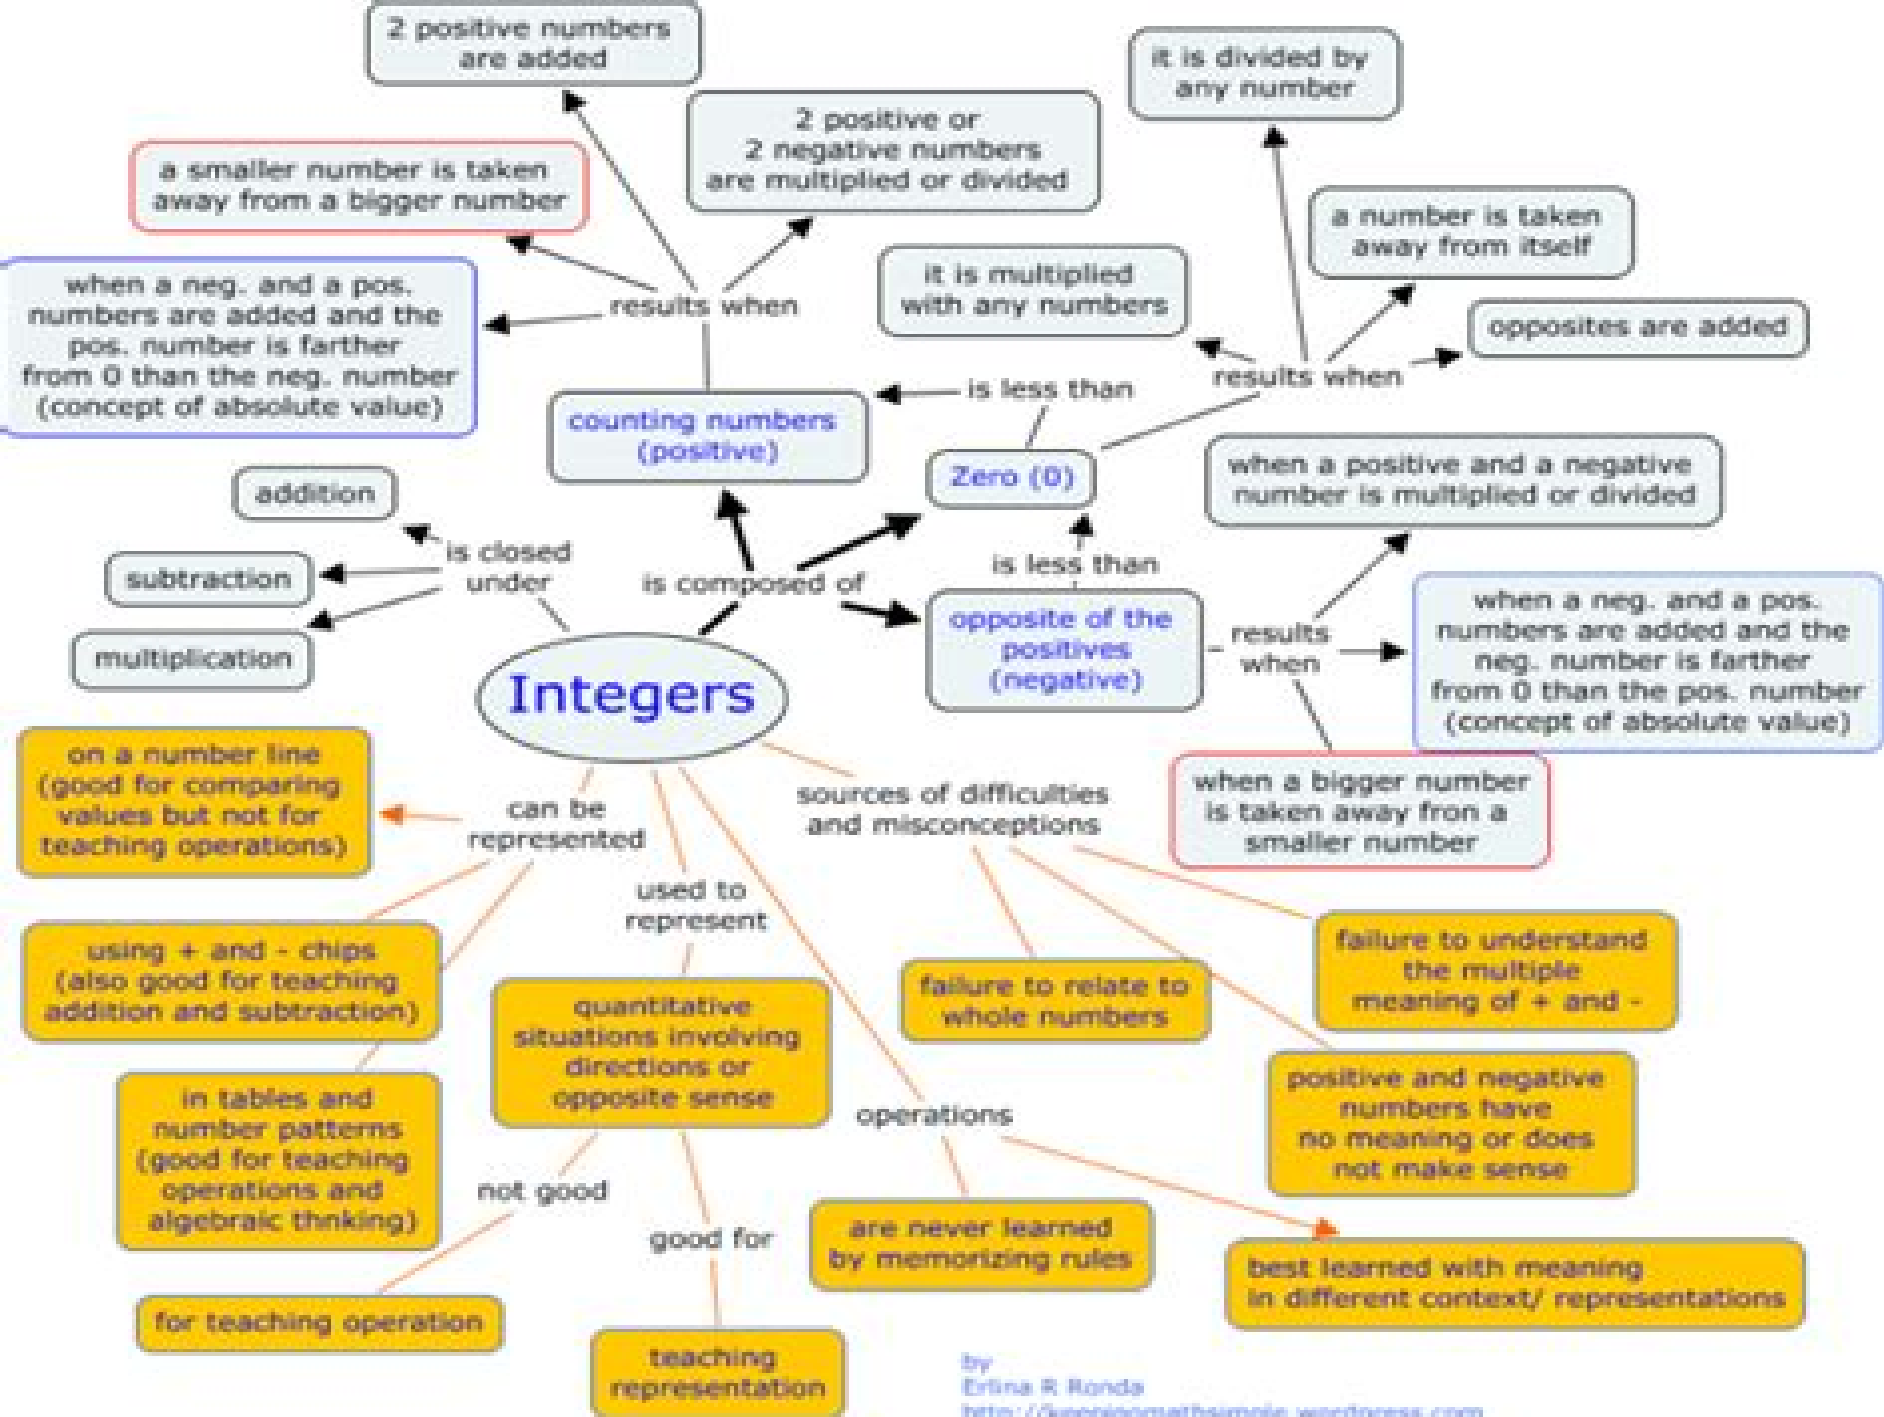 2 positive numbers
are added
it is divided by
any number
2 positive or
2 negative numbers
are multiplied or divided
a smaller number is taken
away from a bigger number
a number is taken
away from itself
when a neg. and a pos.
numbers are added and the
pos. number is farther
from 0 than the neg. number
(concept of absolute value)
results when
it is multiplied
with any numbers
opposites are added
results when
is less than
counting numbers
(positive)
Zero (0)
when a positive and a negative
number is multiplied or divided
addition
is closed
under
subtraction
multiplication
is composed of
is less than
opposite of the
positives
(negative)
results
when
when a neg. and a pos.
numbers are added and the
neg. number is farther
from 0 than the pos. number
(concept of absolute value)
Integers
when a bigger number
is taken away fron a
smaller number
on a number line
(good for comparing
values but not for
teaching operations)
can be
represented
sources of difficulties
and misconceptions
used to
represent
using + and - chips
(also good for teaching
addition and subtraction)
quantitative
situations involving
directions or
opposite sense
failure to relate to
whole numbers
failure to understand
the multiple
meaning of + and -
in tables and
number patterns
(good for teaching
operations and
algebraic thnking)
operations
positive and negative
numbers have
no meaning or does
not make sense
not good
good for
are never learned
by memorizing rules
best learned with meaning
in different context/ representations
for teaching operation
teaching
representation
by
Erlina R Ronda
http://keepingmathsimple.wordpress.com